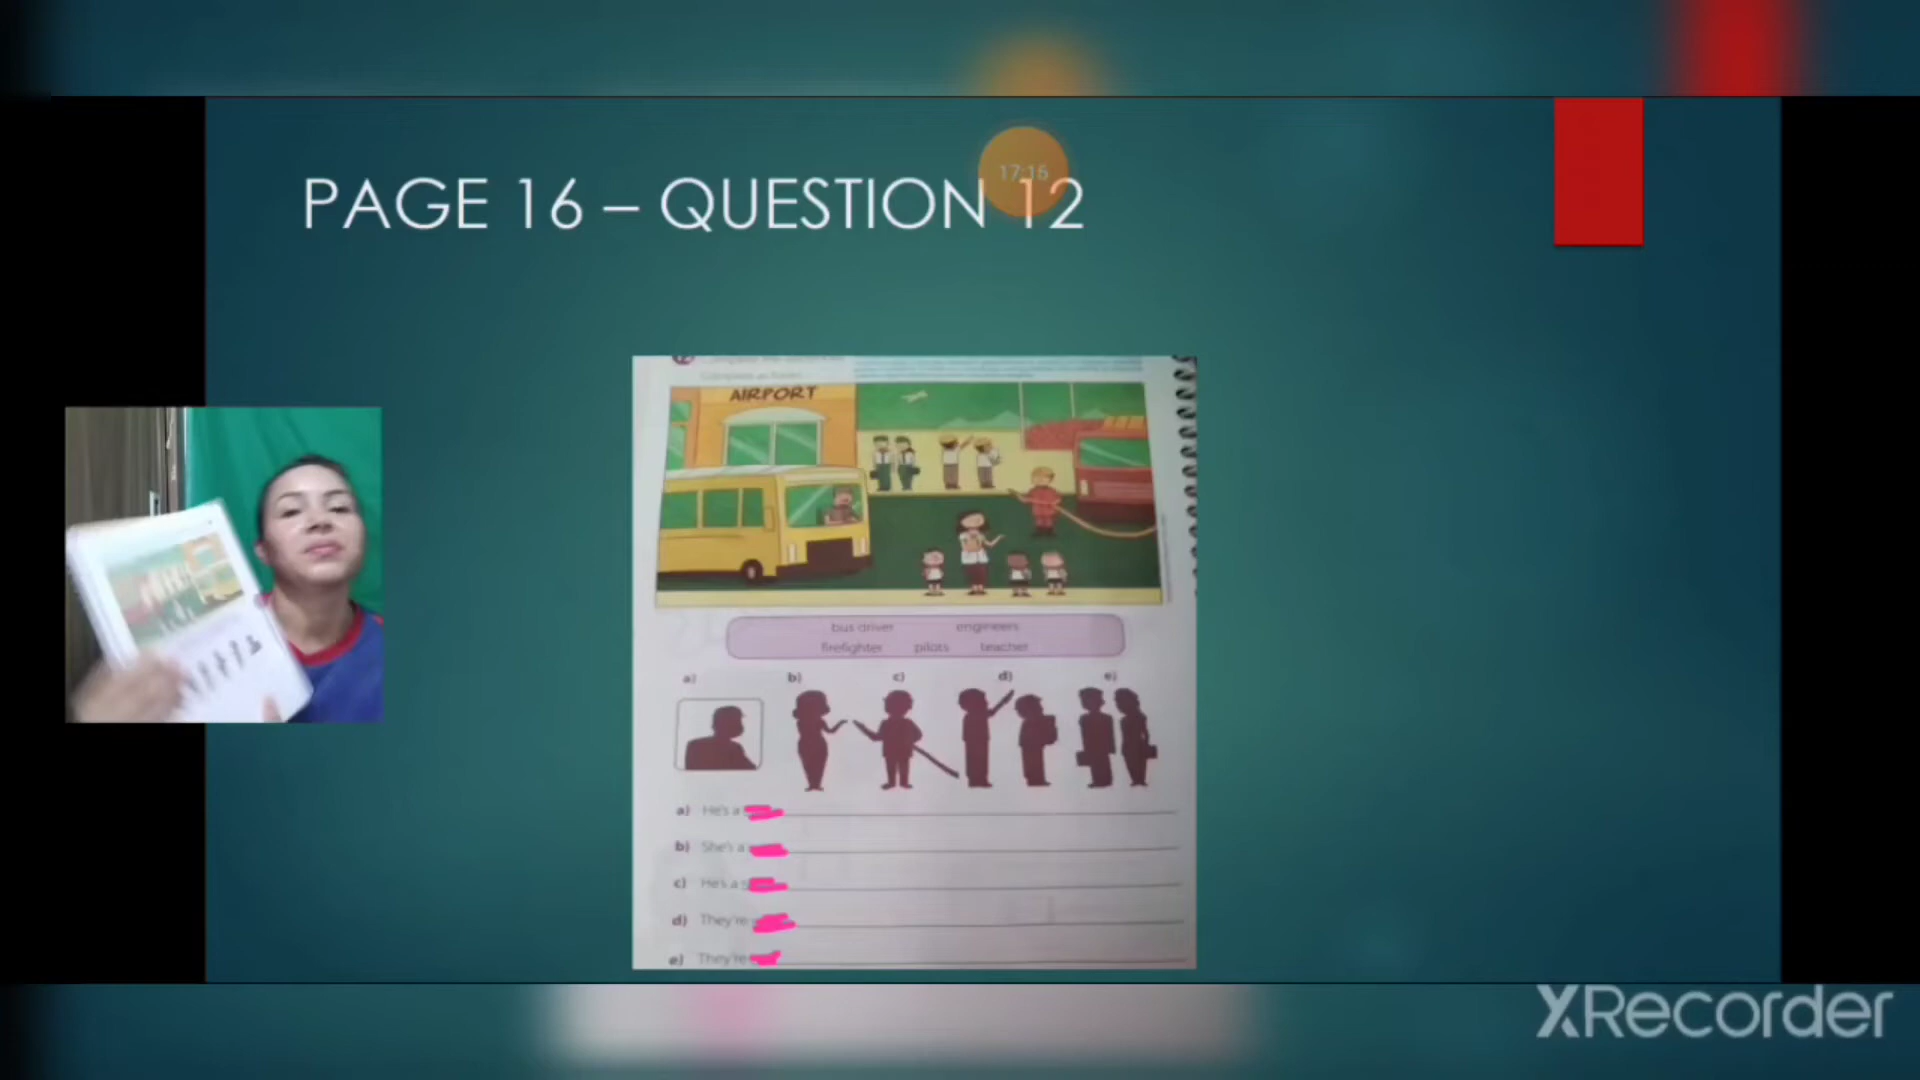 17:15
PAGE 16 – QUESTION 12
AIRPORT
bus driver engineers
firefighter pilots teacher
a) b) c) d) e)
a) He's a
b) She's a
c) He's a
d) They're
e) They're
XRecorder